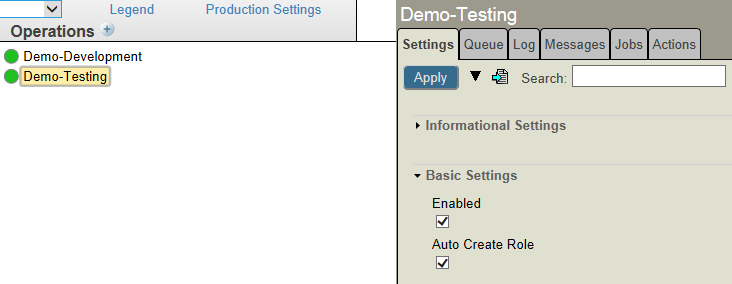 Legend Production Settings
Operations
Demo-Development
Demo-Testing
Demo-Testing
Settings Queue Log Messages Jobs Actions
Apply Search:
Informational Settings
Basic Settings
Enabled
Auto Create Role